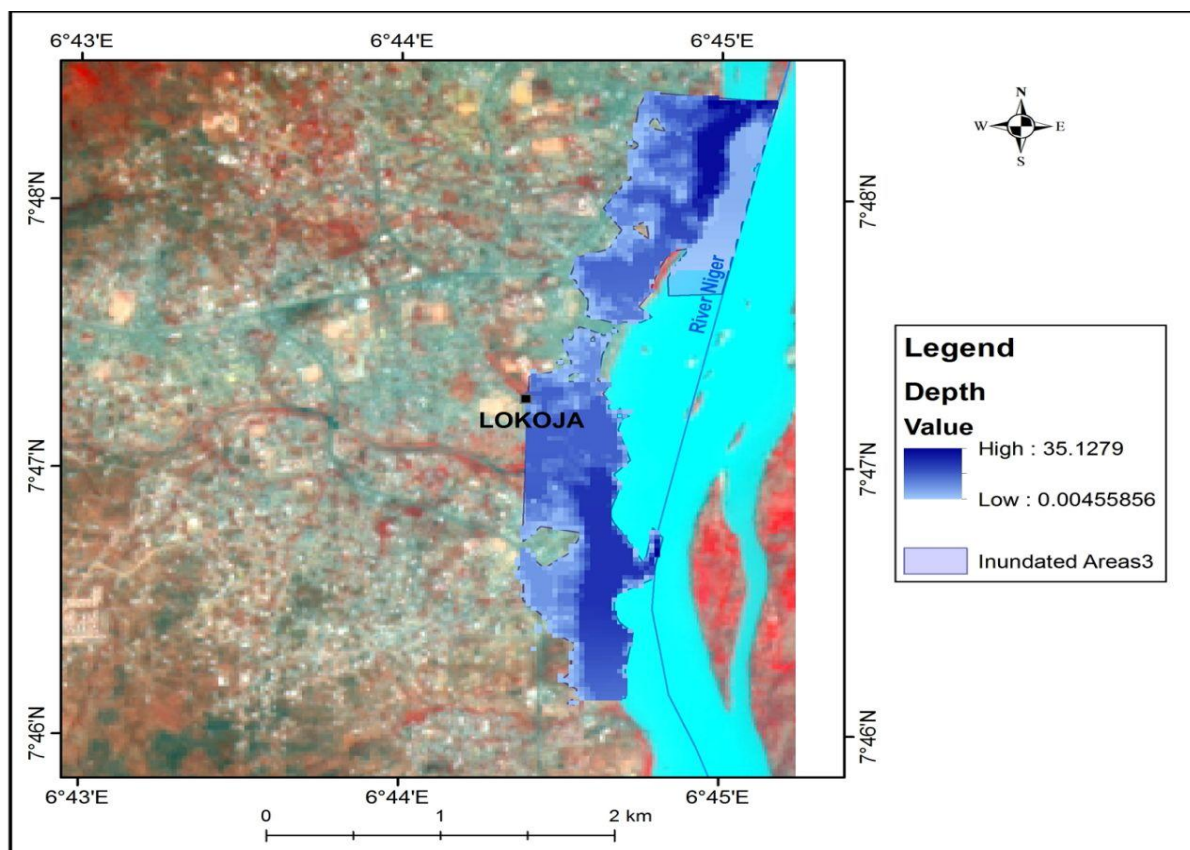 6°43'E
6°44'E
6°45'E
N
W
E
S
7°48'N
7°48'N
River Niger
LOKOJA
7°47'N
7°47'N
Legend
Depth
Value
High : 35.1279
Low : 0.00455856
Inundated Areas3
7°46'N
7°46'N
6°43'E
6°44'E
6°45'E
0
1
2 km